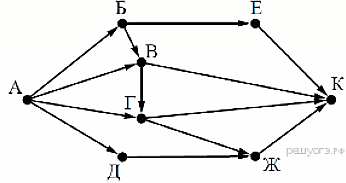 Б Е
В
А К
Г
Д Ж
решуогэ.рф